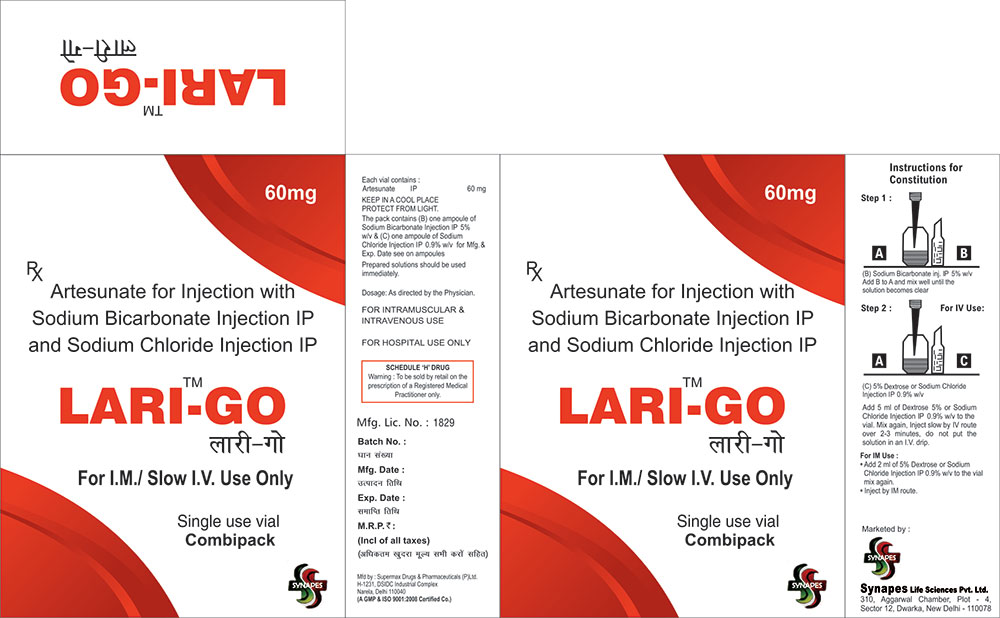 लारी-गो
LARI-GO™
60mg
Rx
Artesunate for Injection with
Sodium Bicarbonate Injection IP
and Sodium Chloride Injection IP
LARI-GO™
लारी-गो
For I.M./ Slow I.V. Use Only
Single use vial
Combipack
SYNAPES
Each vial contains :
Artesunate IP 60 mg
KEEP IN A COOL PLACE
PROTECT FROM LIGHT.
The pack contains (B) one ampoule of
Sodium Bicarbonate Injection IP 5%
w/v & (C) one ampoule of Sodium
Chloride Injection IP 0.9% w/v for Mfg. &
Exp. Date see on ampoules
Prepared solutions should be used
immediately.
Dosage: As directed by the Physician.
FOR INTRAMUSCULAR &
INTRAVENOUS USE
FOR HOSPITAL USE ONLY
SCHEDULE 'H' DRUG
Warning : To be sold by retail on the
prescription of a Registered Medical
Practitioner only.
Mfg. Lic. No. : 1829
Batch No. :
घान संख्या
Mfg. Date :
उत्पादन तिथि
Exp. Date :
समाप्ति तिथि
M.R.P. ₹ :
(Incl of all taxes)
(अधिकतम खुदरा मूल्य सभी करों सहित)
Mfd by : Supermax Drugs & Pharmaceuticals (P)Ltd.
H-1231, DSIDC Industrial Complex
Narela, Delhi 110040
(A GMP & ISO 9001:2008 Certified Co.)
60mg
Rx
Artesunate for Injection with
Sodium Bicarbonate Injection IP
and Sodium Chloride Injection IP
LARI-GO™
लारी-गो
For I.M./ Slow I.V. Use Only
Single use vial
Combipack
SYNAPES
Instructions for
Constitution
Step 1 :
A B
(B) Sodium Bicarbonate inj. IP 5% w/v
Add B to A and mix well until the
solution becomes clear
Step 2 : For IV Use:
A C
(C) 5% Dextrose or Sodium Chloride
Injection IP 0.9% w/v
Add 5 ml of Dextrose 5% or Sodium
Chloride Injection IP 0.9% w/v to the
vial. Mix again, Inject slow by IV route
over 2-3 minutes, do not put the
solution in an I.V. drip.
For IM Use :
• Add 2 ml of 5% Dextrose or Sodium
Chloride Injection IP 0.9% w/v to the vial
mix again.
• Inject by IM route.
Marketed by :
SYNAPES
Synapes Life Sciences Pvt. Ltd.
310, Aggarwal Chamber, Plot - 4,
Sector 12, Dwarka, New Delhi - 110078